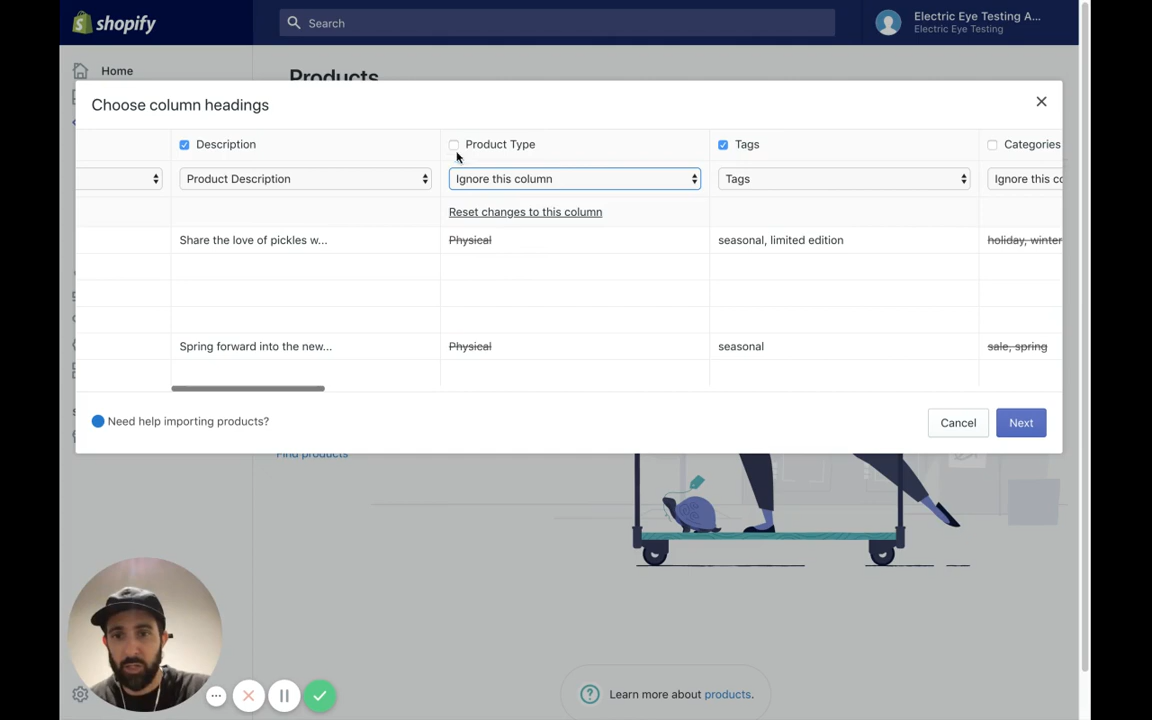 shopify
Search
Electric Eye Testing A...
Electric Eye Testing
Home
Products
Choose column headings
Description
Product Type
Tags
Categories
Product Description
Ignore this column
Tags
Ignore this co
Reset changes to this column
Share the love of pickles w...
Physical
seasonal, limited edition
holiday, winter
Spring forward into the new...
Physical
seasonal
sale, spring
Need help importing products?
Cancel
Next
Find products
Learn more about products.